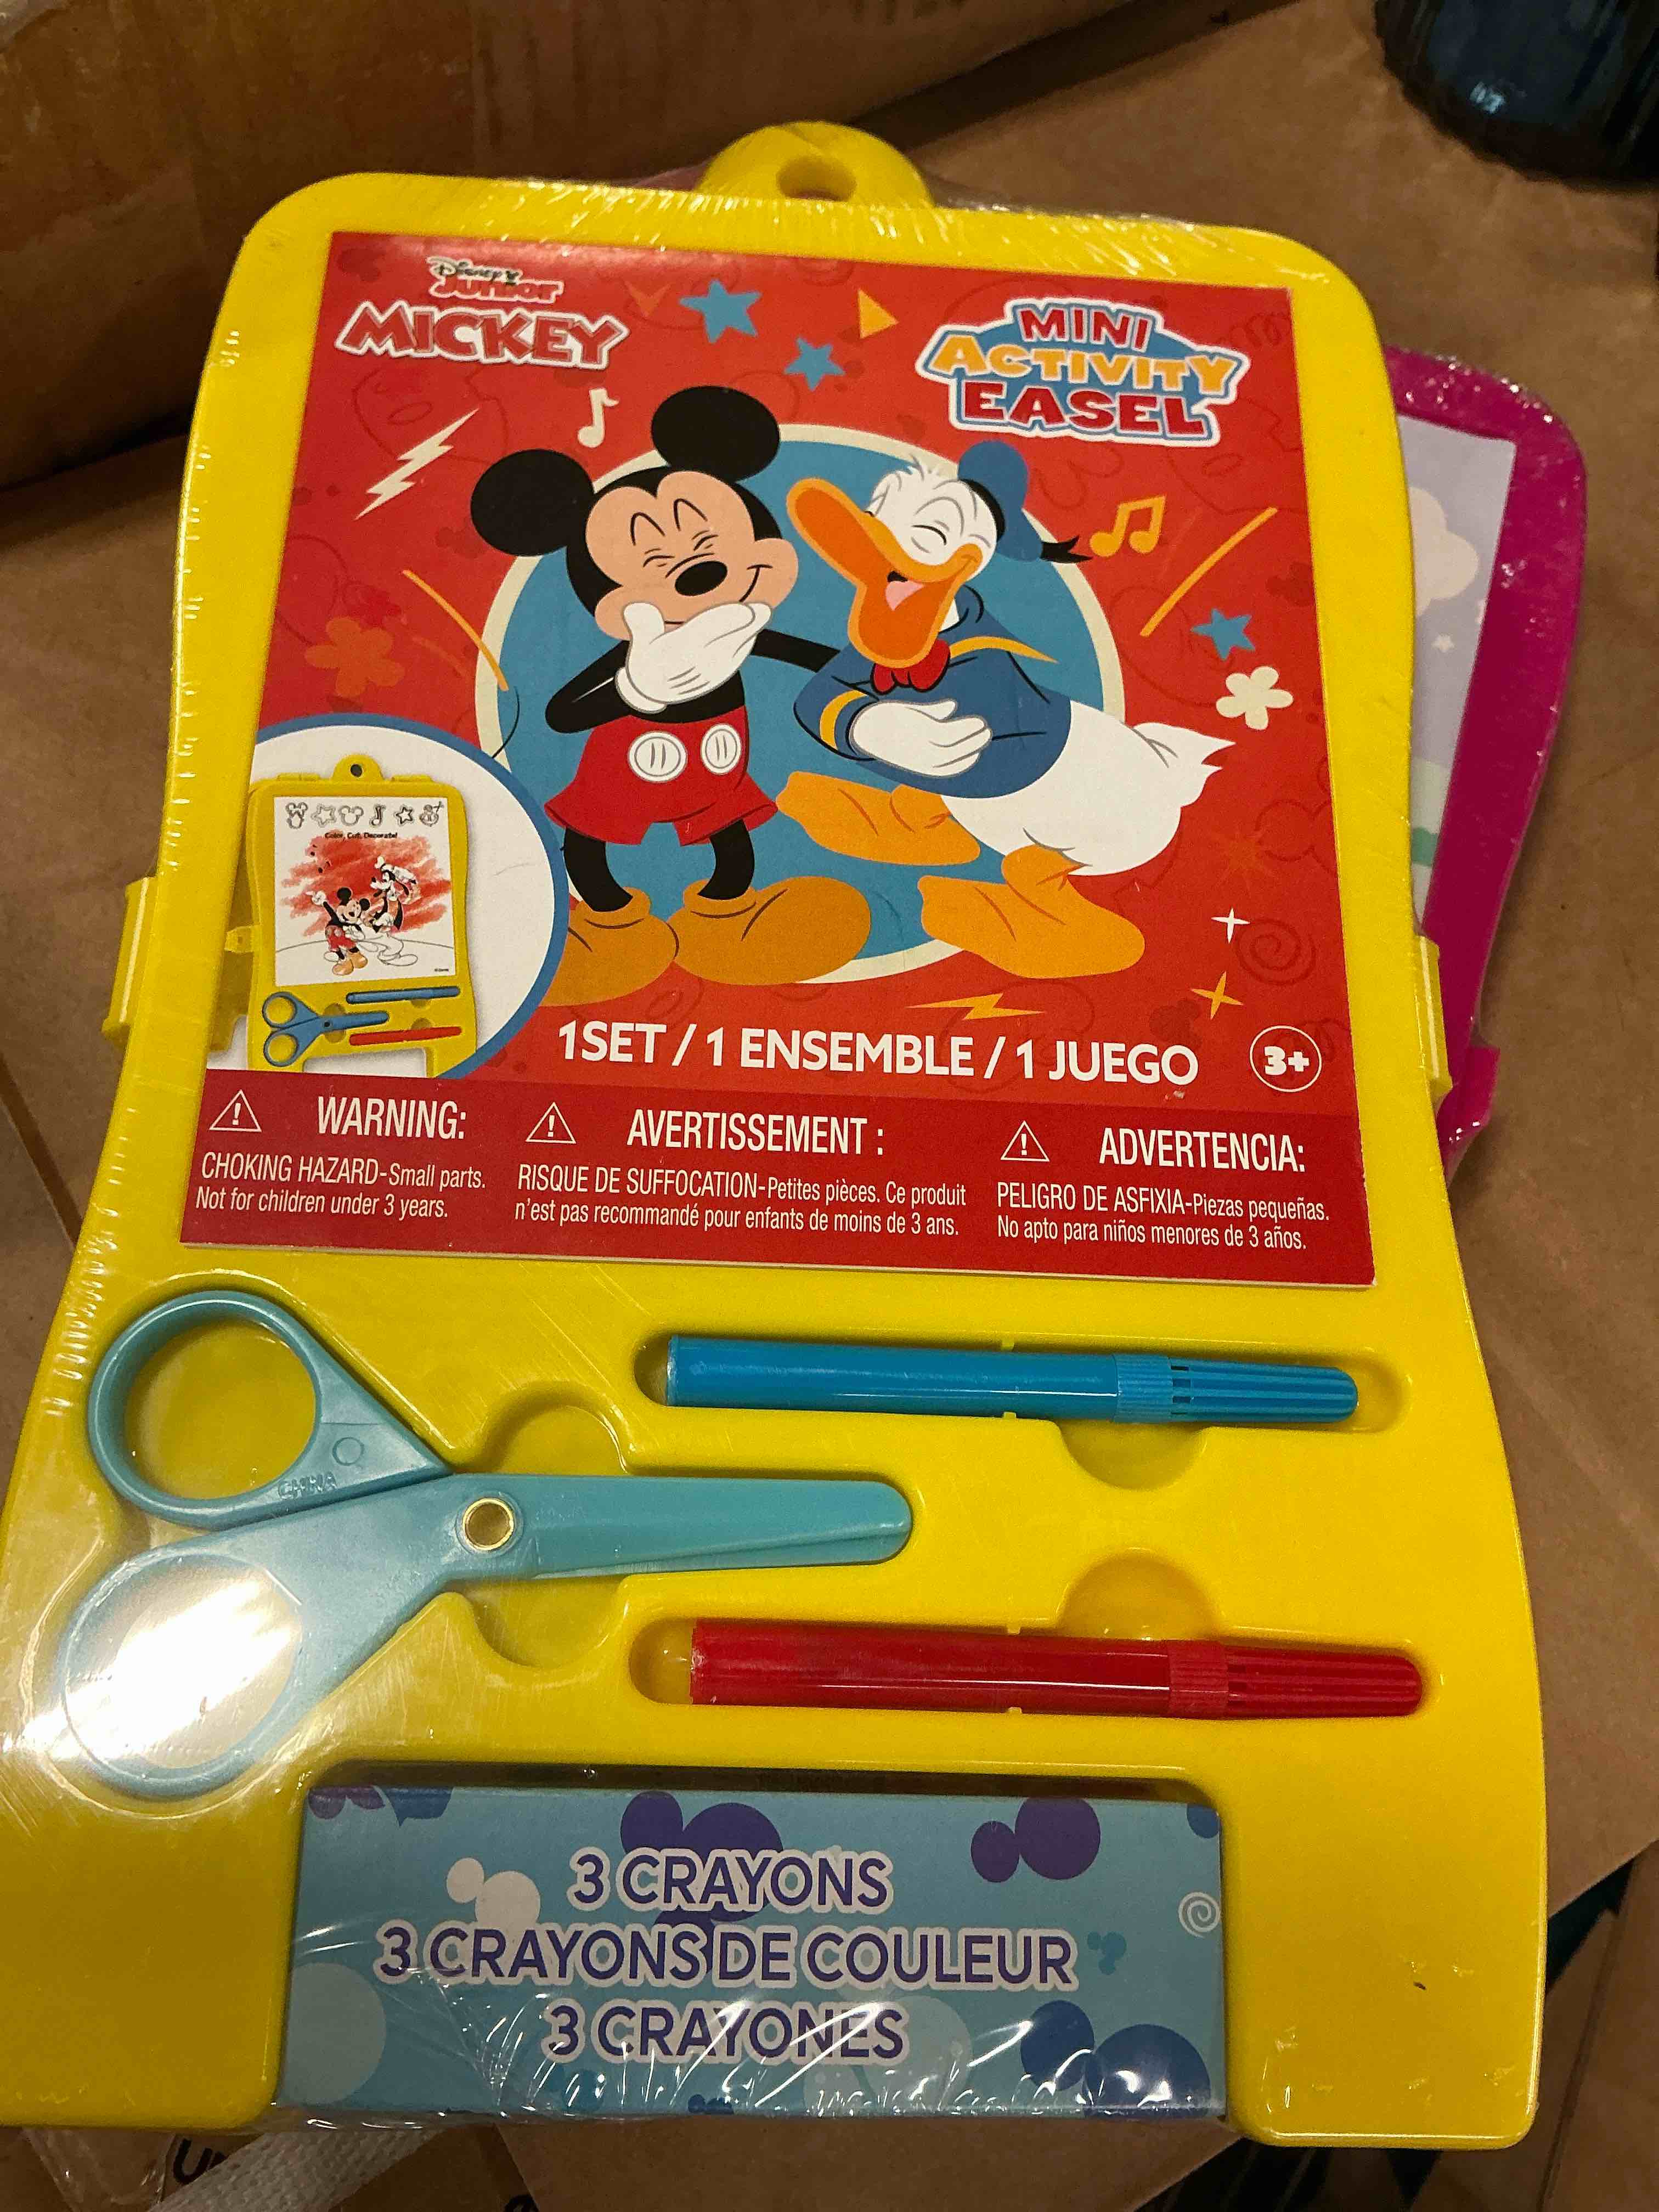 Disney
Junior
MICKEY
MINI
ACTIVITY
EASEL
Color, Cut, Decorate!
1SET / 1 ENSEMBLE / 1 JUEGO
3+
WARNING:
CHOKING HAZARD-Small parts.
Not for children under 3 years.
AVERTISSEMENT :
RISQUE DE SUFFOCATION-Petites pièces. Ce produit
n'est pas recommandé pour enfants de moins de 3 ans.
ADVERTENCIA:
PELIGRO DE ASFIXIA-Piezas pequeñas.
No apto para niños menores de 3 años.
CHINA
3 CRAYONS
3 CRAYONS DE COULEUR
3 CRAYONES